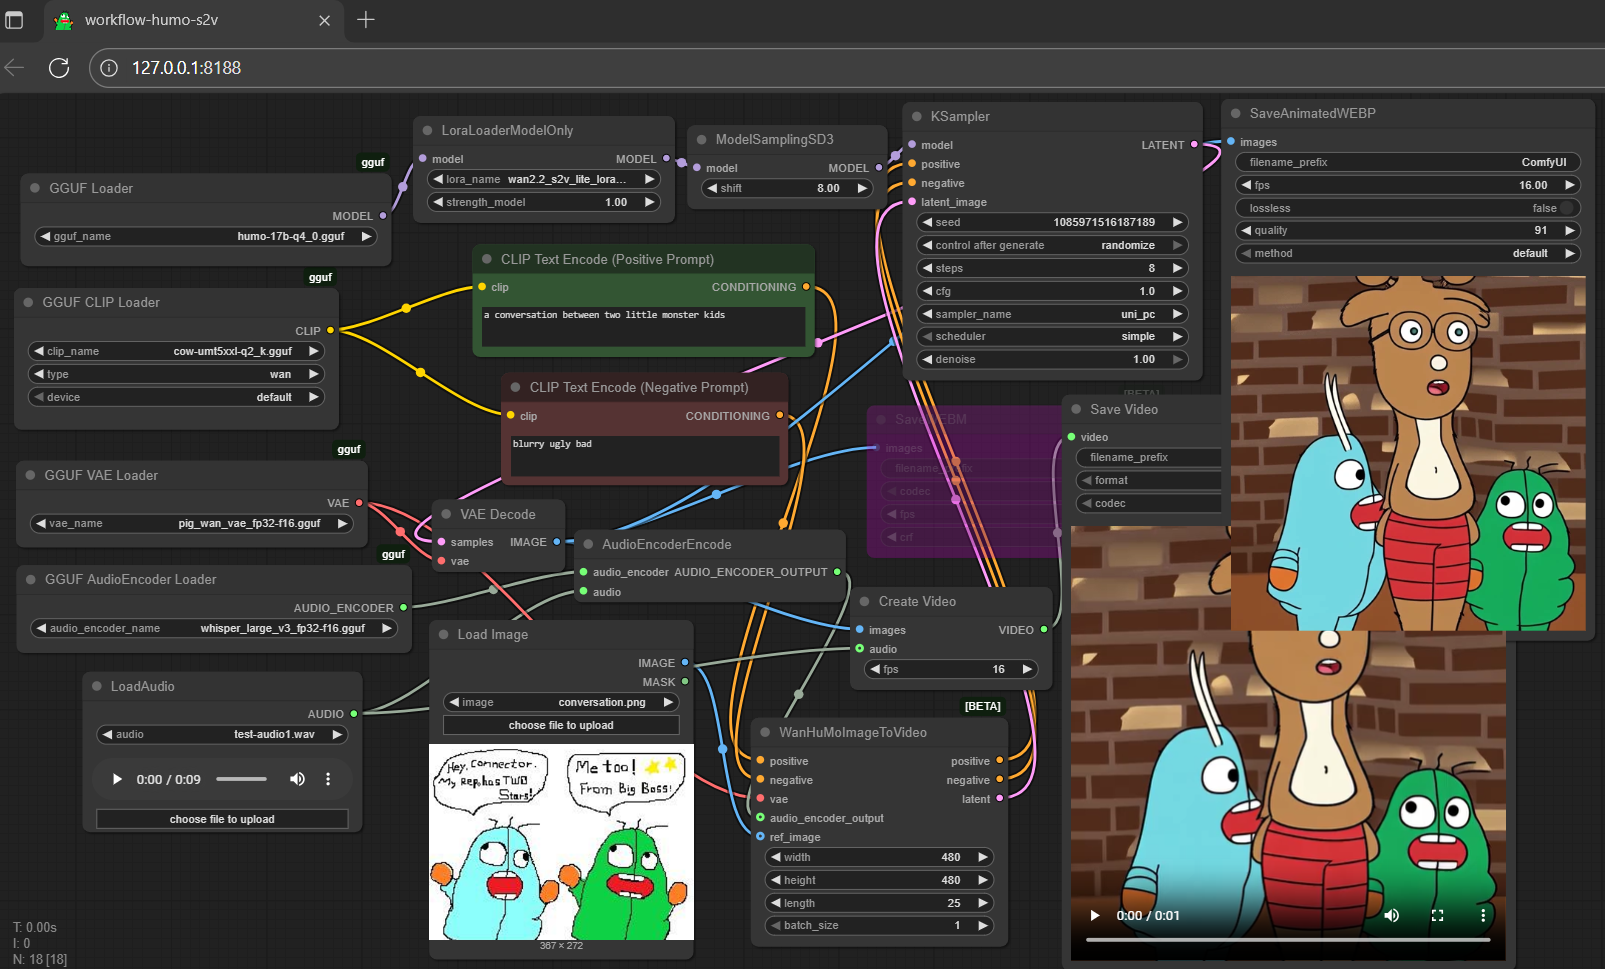 workflow-humo-s2v
127.0.0.1:8188
gguf
GGUF Loader
MODEL
gguf_name humo-17b-q4_0.gguf
LoraLoaderModelOnly
model MODEL
lora_name wan2.2_s2v_lite_lora...
strength_model 1.00
ModelSamplingSD3
model MODEL
shift 8.00
KSampler
model LATENT
positive
negative
latent_image
seed 1085971516187189
control after generate randomize
steps 8
cfg 1.0
sampler_name uni_pc
scheduler simple
denoise 1.00
SaveAnimatedWEBP
images
filename_prefix ComfyUI
fps 16.00
lossless false
quality 91
method default
gguf
GGUF CLIP Loader
CLIP
clip_name cow-umt5xxl-q2_k.gguf
type wan
device default
CLIP Text Encode (Positive Prompt)
clip CONDITIONING
a conversation between two little monster kids
CLIP Text Encode (Negative Prompt)
clip CONDITIONING
blurry ugly bad
SaveWEBM
images
filename_prefix
codec
fps
crf
[BETA]
Save Video
video
filename_prefix
format
codec
gguf
GGUF VAE Loader
VAE
vae_name pig_wan_vae_fp32-f16.gguf
VAE Decode
samples IMAGE
vae
gguf
GGUF AudioEncoder Loader
AUDIO_ENCODER
audio_encoder_name whisper_large_v3_fp32-f16.gguf
AudioEncoderEncode
audio_encoder AUDIO_ENCODER_OUTPUT
audio
Create Video
images VIDEO
audio
fps 16
LoadAudio
AUDIO
audio test-audio1.wav
0:00 / 0:09
choose file to upload
Load Image
IMAGE
MASK
image conversation.png
choose file to upload
Hey, Connector.
My Rep. has TWO
Stars!
Me too!
From Big Boss!
367 × 272
[BETA]
WanHuMoImageToVideo
positive positive
negative negative
vae latent
audio_encoder_output
ref_image
width 480
height 480
length 25
batch_size 1
0:00 / 0:01
T: 0.00s
I: 0
N: 18 [18]